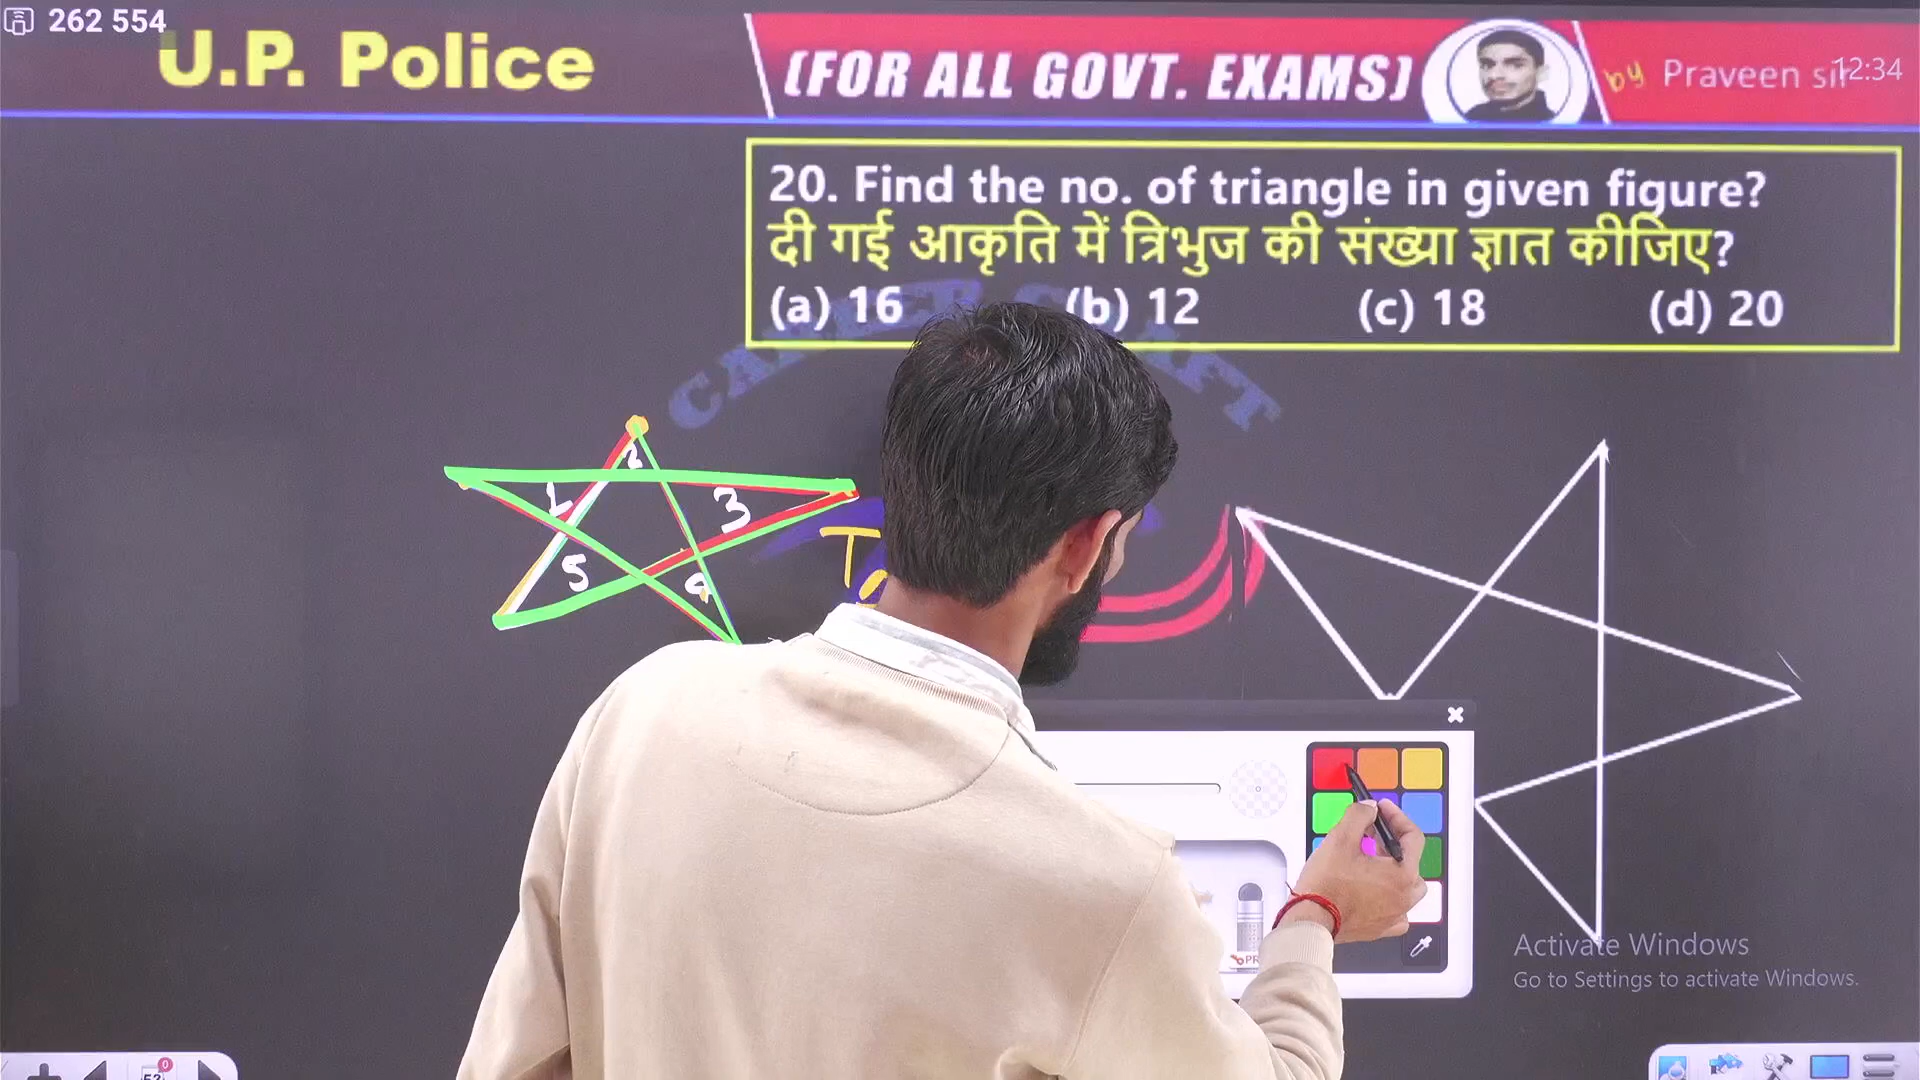 262 554
U.P. Police
(FOR ALL GOVT. EXAMS)
by Praveen sir
12:34
20. Find the no. of triangle in given figure?
दी गई आकृति में त्रिभुज की संख्या ज्ञात कीजिए?
(a) 16 (b) 12 (c) 18 (d) 20
2
1 3
5
Activate Windows
Go to Settings to activate Windows.